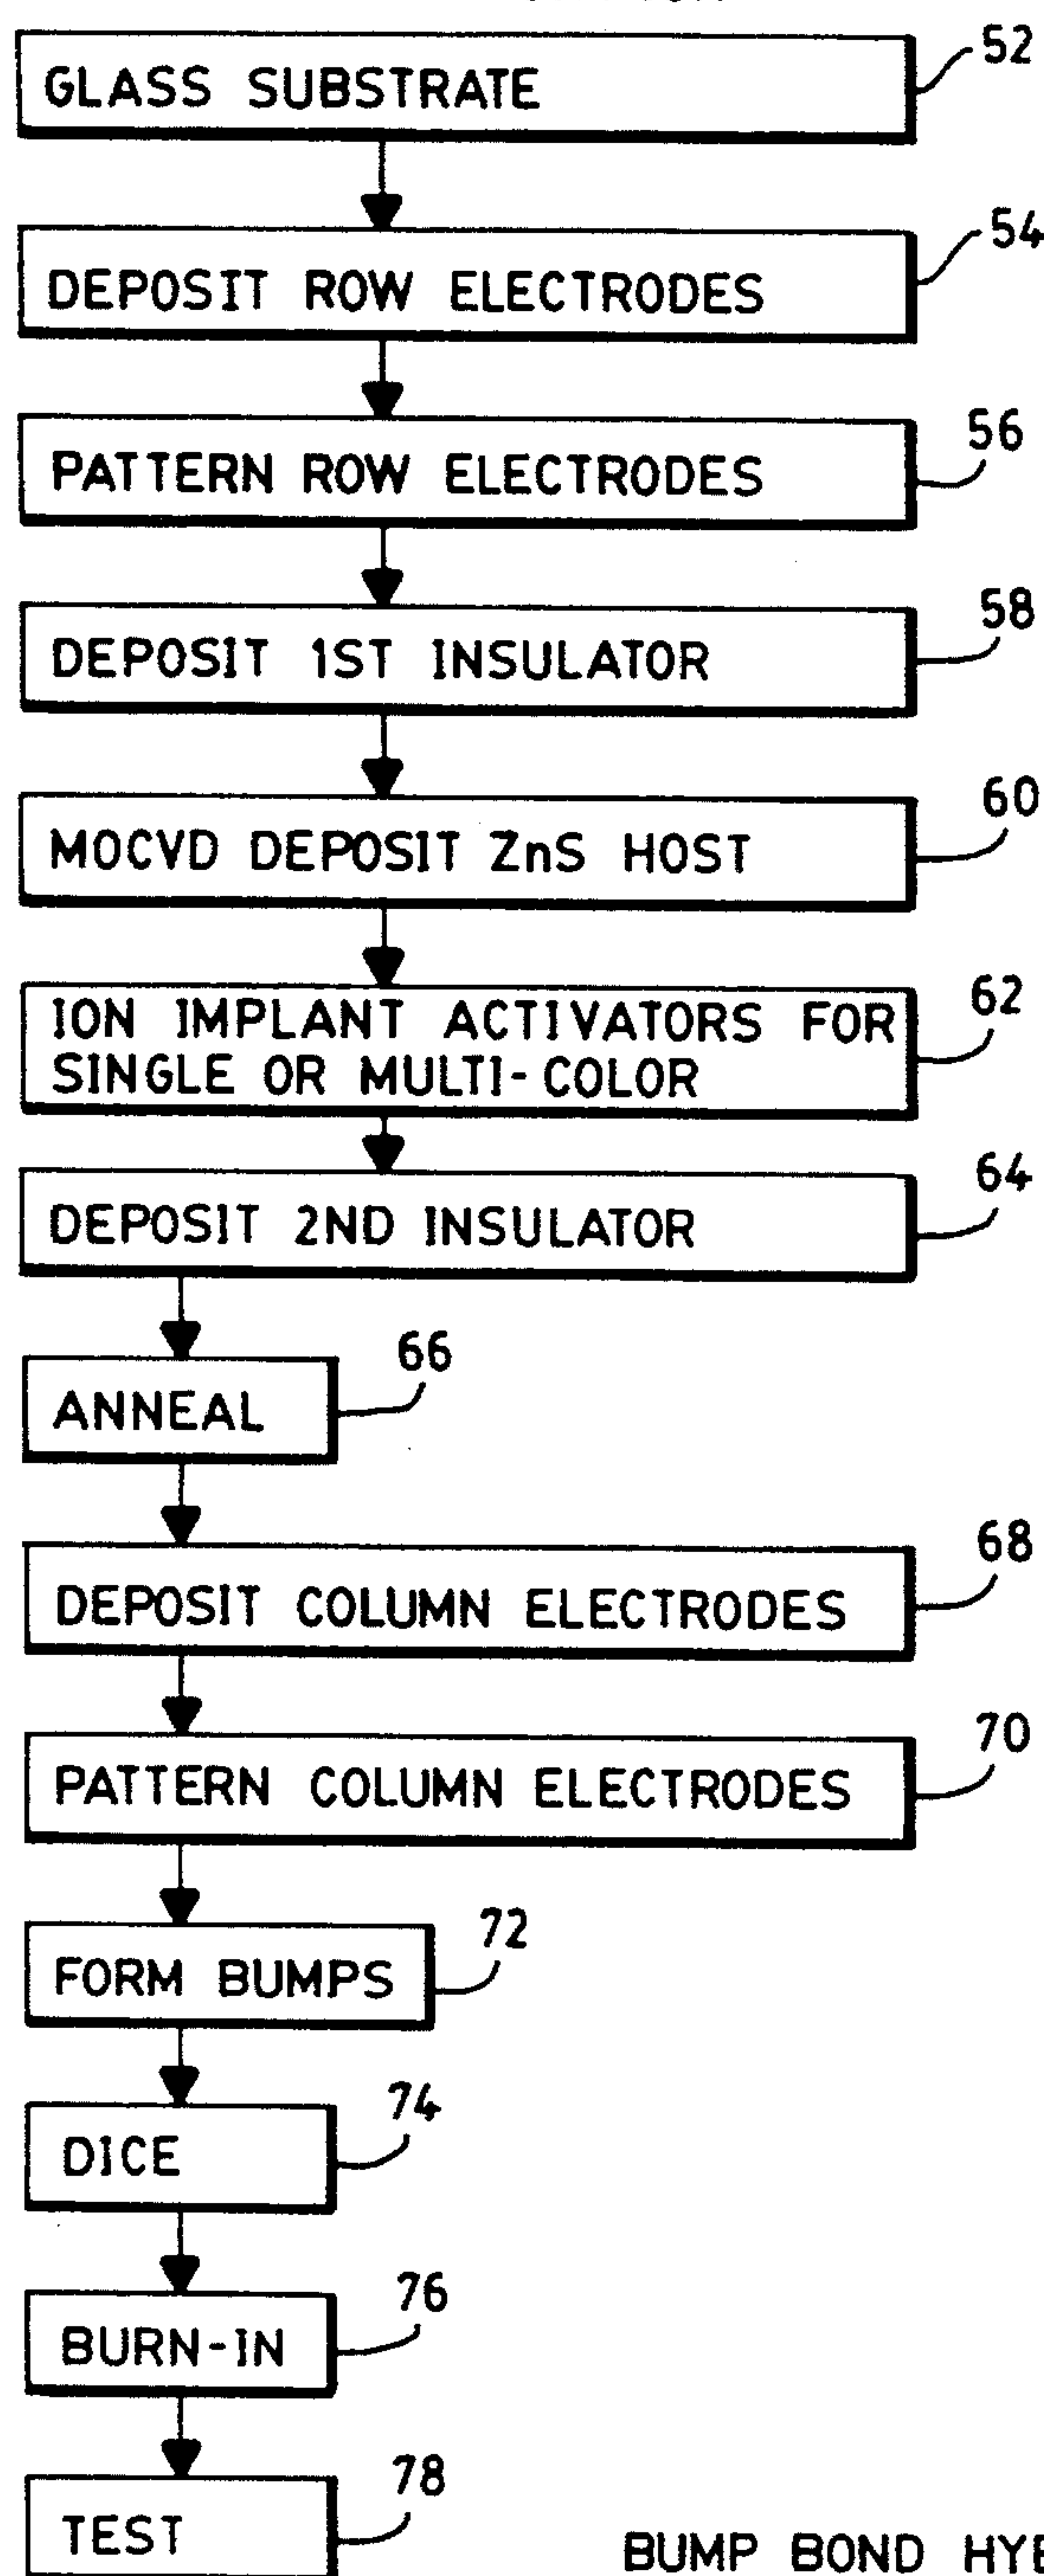 52
GLASS SUBSTRATE
54
DEPOSIT ROW ELECTRODES
56
PATTERN ROW ELECTRODES
58
DEPOSIT 1ST INSULATOR
60
MOCVD DEPOSIT ZnS HOST
62
ION IMPLANT ACTIVATORS FOR
SINGLE OR MULTI-COLOR
64
DEPOSIT 2ND INSULATOR
66
ANNEAL
68
DEPOSIT COLUMN ELECTRODES
70
PATTERN COLUMN ELECTRODES
72
FORM BUMPS
74
DICE
76
BURN-IN
78
TEST
BUMP BOND